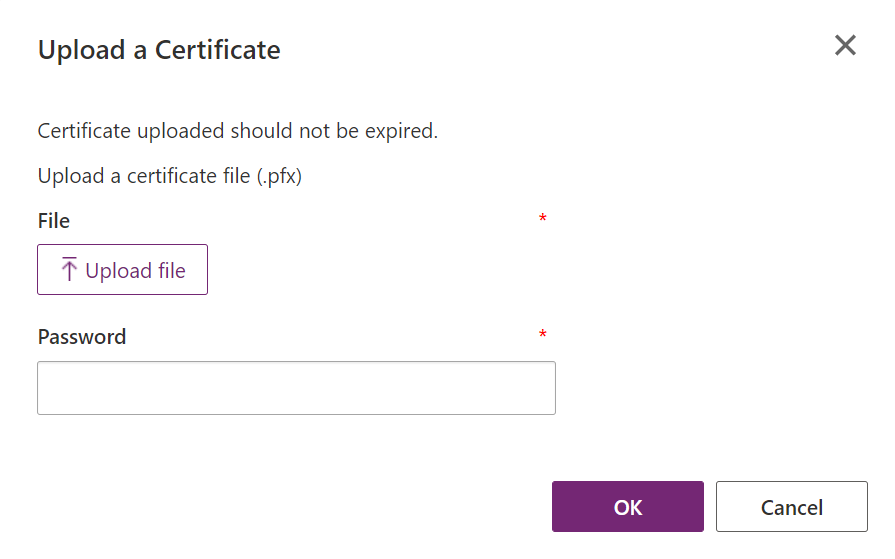 Upload a Certificate
Certificate uploaded should not be expired.
Upload a certificate file (.pfx)
File *
Upload file
Password *
OK Cancel